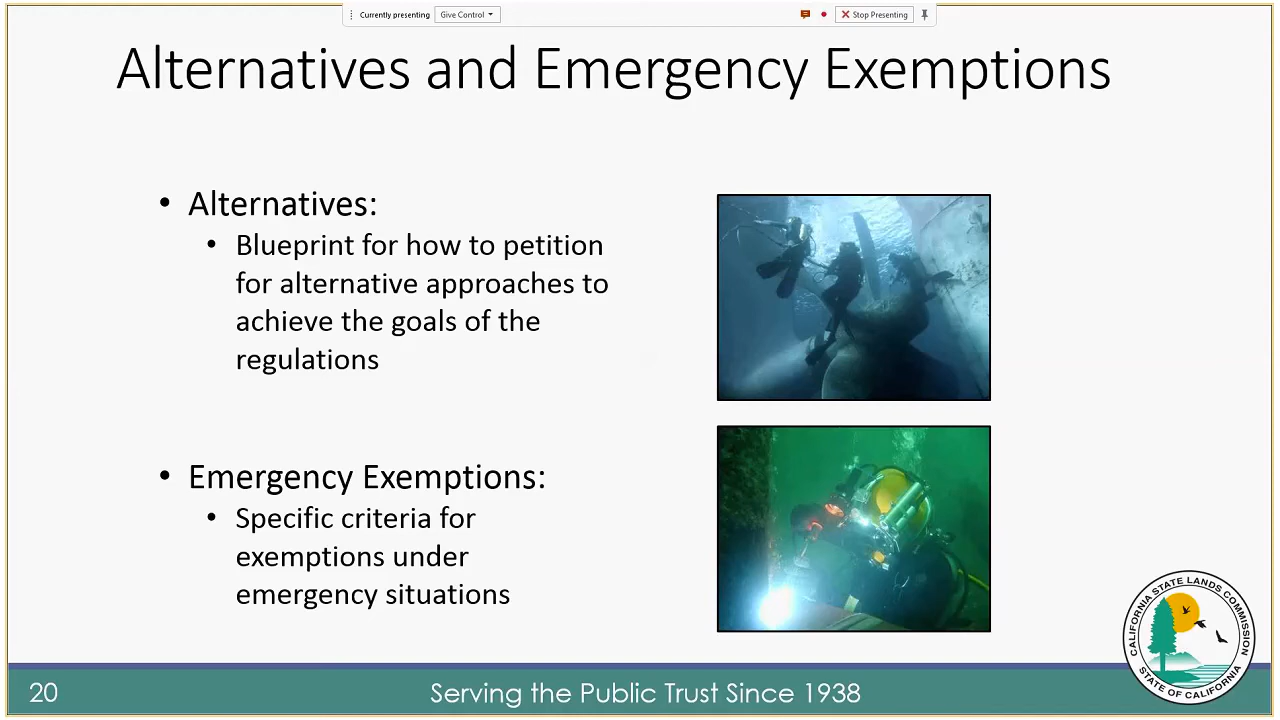 Currently presenting
Give Control
Stop Presenting
Alternatives and Emergency Exemptions
• Alternatives:
• Blueprint for how to petition
for alternative approaches to
achieve the goals of the
regulations
• Emergency Exemptions:
• Specific criteria for
exemptions under
emergency situations
CALIFORNIA STATE LANDS COMMISSION
STATE OF CALIFORNIA
20
Serving the Public Trust Since 1938